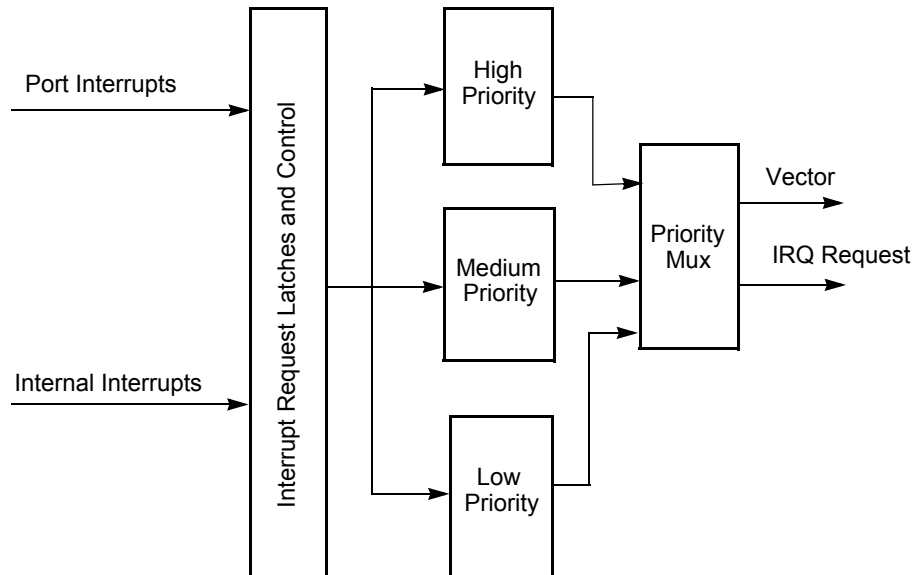 Port Interrupts
Internal Interrupts
Interrupt Request Latches and Control
High
Priority
Medium
Priority
Low
Priority
Priority
Mux
Vector
IRQ Request